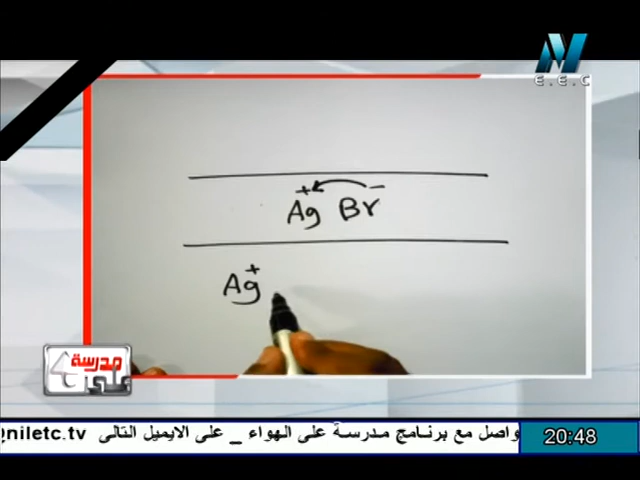 M
E.E.C
+ −
Ag Br
Ag+
مدرسة
على
واصل مع برنامج مدرسة على الهواء _ على الايميل التالى niletc.tv
20:48